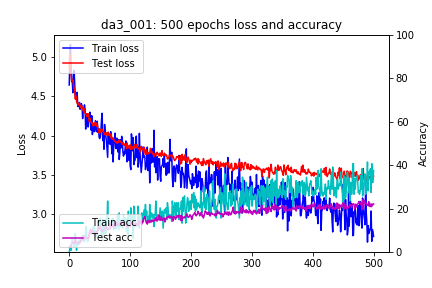 da3_001: 500 epochs loss and accuracy
Train loss
Test loss
Train acc
Test acc
Loss
Accuracy
5.0
4.5
4.0
3.5
3.0
100
80
60
40
20
0
0 100 200 300 400 500